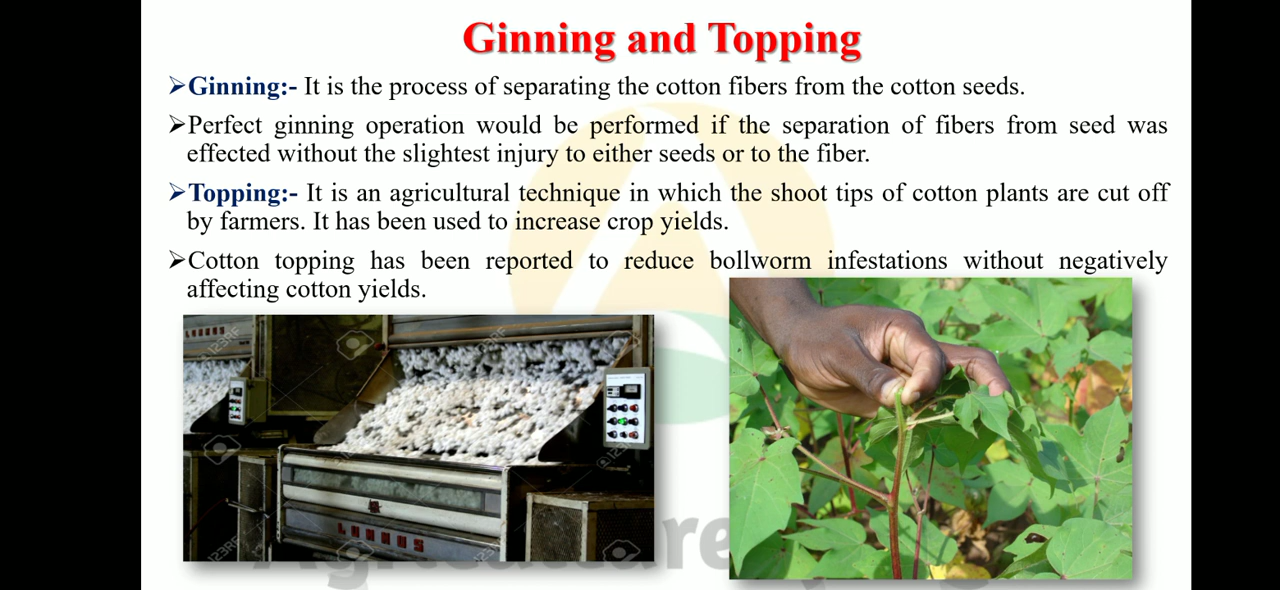 Ginning and Topping
➢Ginning:- It is the process of separating the cotton fibers from the cotton seeds.
➢Perfect ginning operation would be performed if the separation of fibers from seed was
effected without the slightest injury to either seeds or to the fiber.
➢Topping:- It is an agricultural technique in which the shoot tips of cotton plants are cut off
by farmers. It has been used to increase crop yields.
➢Cotton topping has been reported to reduce bollworm infestations without negatively
affecting cotton yields.
LUMMUS
123RF